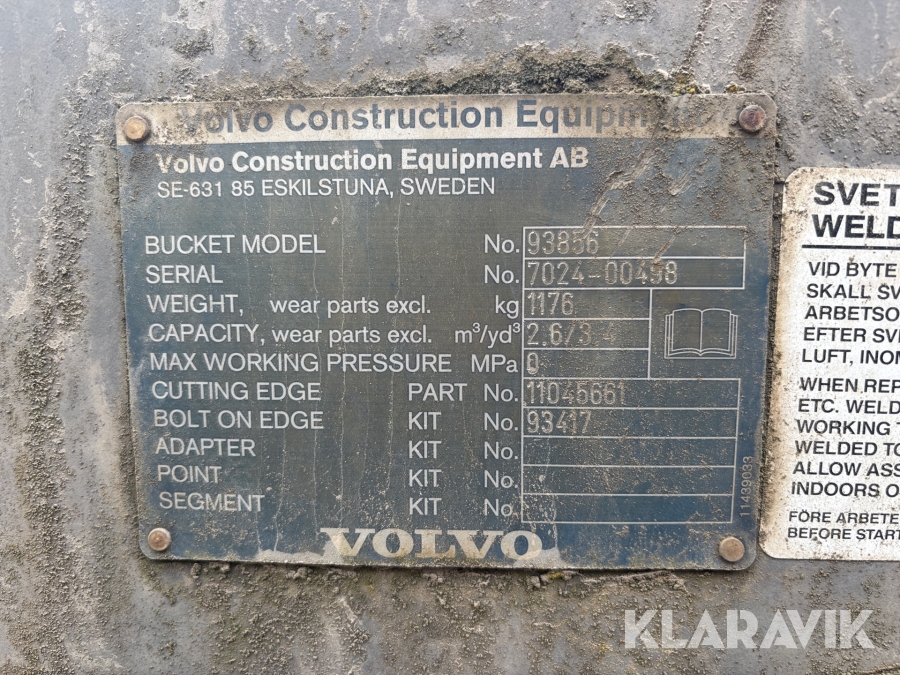 Volvo Construction Equipm
Volvo Construction Equipment AB
SE-631 85 ESKILSTUNA, SWEDEN
BUCKET MODEL No. 93856
SERIAL No. 7024-00498
WEIGHT, wear parts excl. kg 1176
CAPACITY, wear parts excl. m³/yd³ 2.6/3.4
MAX WORKING PRESSURE MPa 0
CUTTING EDGE PART No. 11045661
BOLT ON EDGE KIT No. 93417
ADAPTER KIT No.
POINT KIT No.
SEGMENT KIT No.
11439033
VOLVO
SVET
WELD
VID BYTE
SKALL SV
ARBETSO
EFTER SVE
LUFT, INOM
WHEN REP
ETC. WELD
WORKING T
WELDED TO
ALLOW ASS
INDOORS O
FÖRE ARBETE
BEFORE START
KLARAVIK